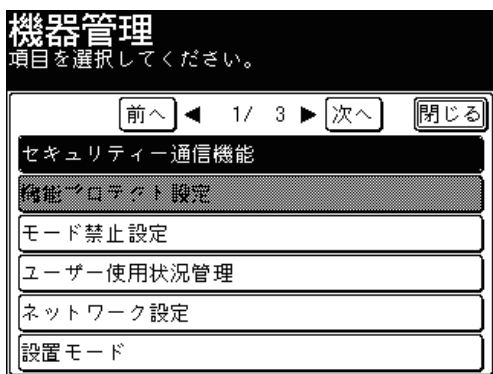 機器管理
項目を選択してください。
前へ ◀ 1/ 3 ▶ 次へ 閉じる
セキュリティー通信機能
機能プロテクト設定
モード禁止設定
ユーザー使用状況管理
ネットワーク設定
設置モード